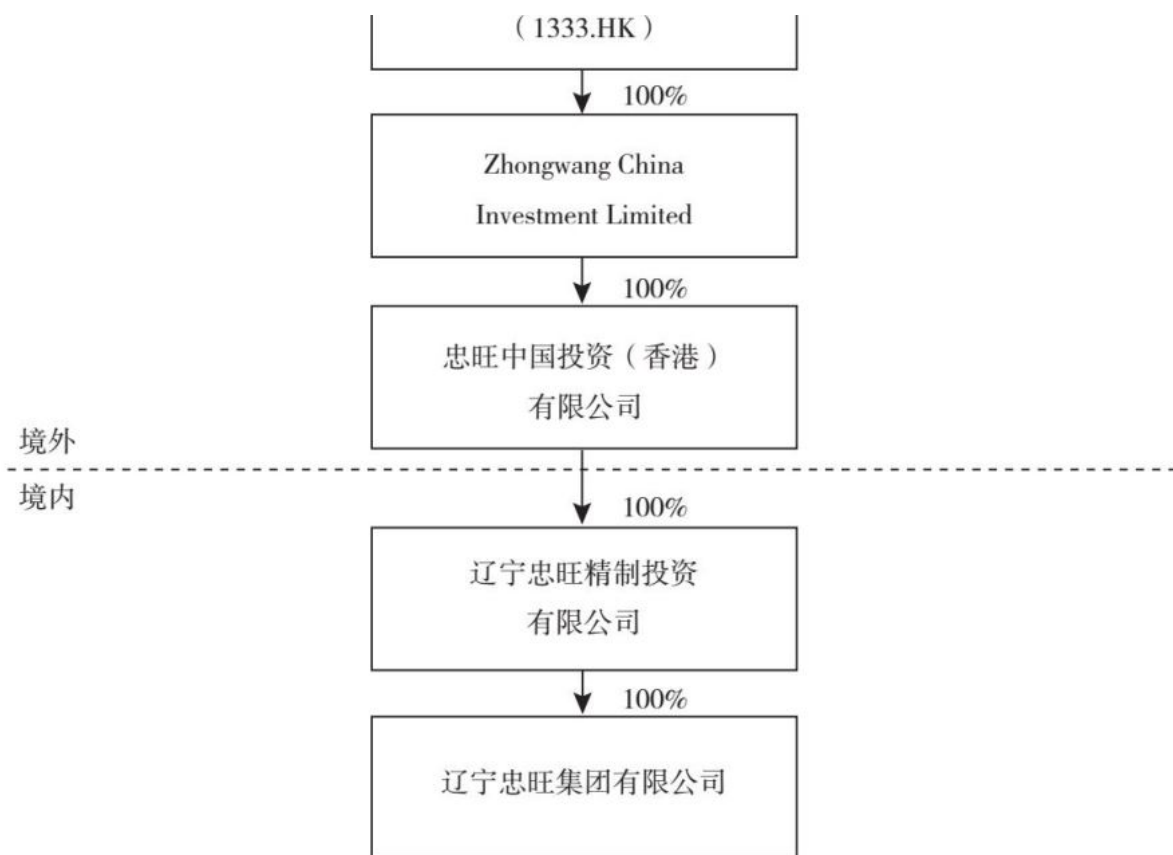 （1333.HK）
100%
Zhongwang China
Investment Limited
100%
忠旺中国投资（香港）
有限公司
境外
境内
100%
辽宁忠旺精制投资
有限公司
100%
辽宁忠旺集团有限公司